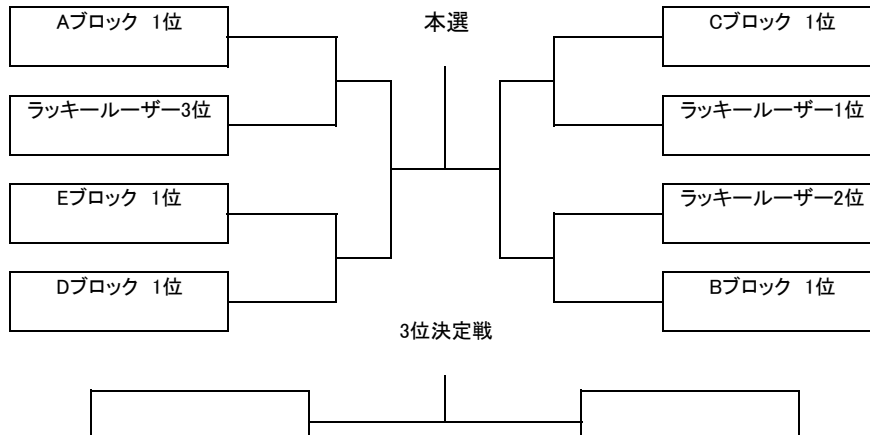 本選
Aブロック 1位
ラッキールーザー3位
Eブロック 1位
Dブロック 1位
Cブロック 1位
ラッキールーザー1位
ラッキールーザー2位
Bブロック 1位
3位決定戦